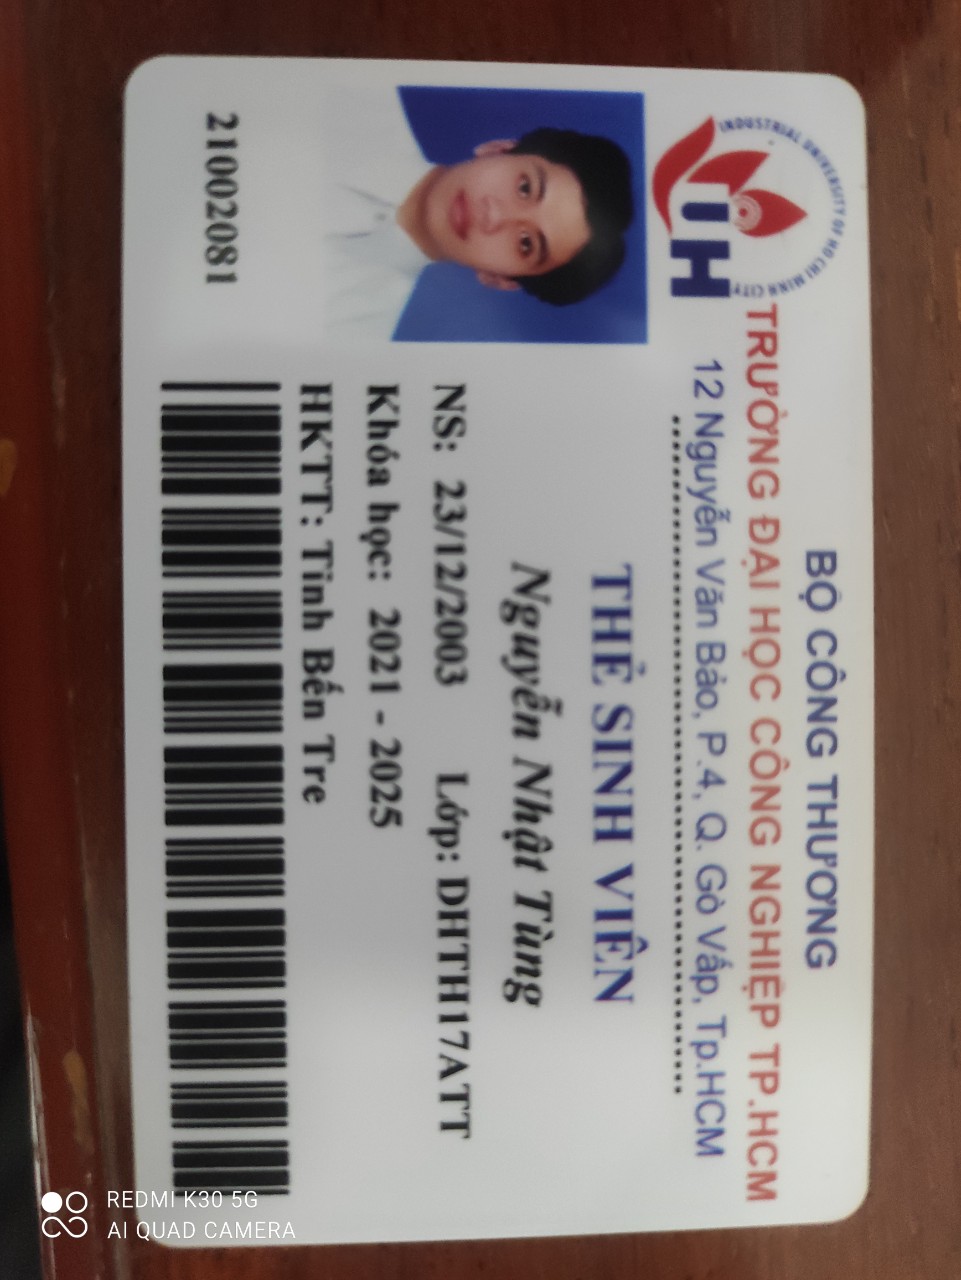 INDUSTRIAL UNIVERSITY OF HO CHI MINH CITY
IUH
BỘ CÔNG THƯƠNG
TRƯỜNG ĐẠI HỌC CÔNG NGHIỆP TP.HCM
12 Nguyễn Văn Bảo, P.4, Q. Gò Vấp, Tp.HCM
THẺ SINH VIÊN
Nguyễn Nhật Tùng
NS: 23/12/2003 Lớp: DHTH17ATT
Khóa học: 2021 - 2025
HKTT: Tỉnh Bến Tre
21002081
REDMI K30 5G
AI QUAD CAMERA